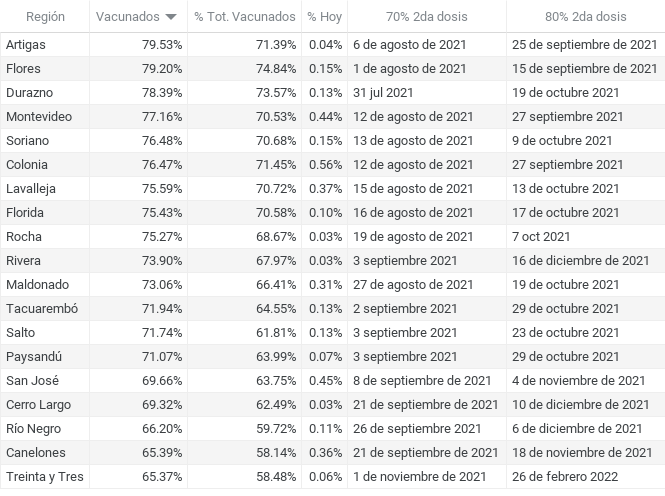 Región Vacunados % Tot. Vacunados % Hoy 70% 2da dosis 80% 2da dosis
Artigas 79.53% 71.39% 0.04% 6 de agosto de 2021 25 de septiembre de 2021
Flores 79.20% 74.84% 0.15% 1 de agosto de 2021 15 de septiembre de 2021
Durazno 78.39% 73.57% 0.13% 31 jul 2021 19 de octubre de 2021
Montevideo 77.16% 70.53% 0.44% 12 de agosto de 2021 27 septiembre 2021
Soriano 76.48% 70.68% 0.15% 13 de agosto de 2021 9 de octubre de 2021
Colonia 76.47% 71.45% 0.56% 12 de agosto de 2021 27 septiembre 2021
Lavalleja 75.59% 70.72% 0.37% 15 de agosto de 2021 13 de octubre de 2021
Florida 75.43% 70.58% 0.10% 16 de agosto de 2021 17 de octubre de 2021
Rocha 75.27% 68.67% 0.03% 19 de agosto de 2021 7 oct 2021
Rivera 73.90% 67.97% 0.03% 3 septiembre 2021 16 de diciembre de 2021
Maldonado 73.06% 66.41% 0.31% 27 de agosto de 2021 19 de octubre de 2021
Tacuarembó 71.94% 64.55% 0.13% 2 septiembre 2021 29 de octubre de 2021
Salto 71.74% 61.81% 0.13% 3 septiembre 2021 23 de octubre de 2021
Paysandú 71.07% 63.99% 0.07% 3 septiembre 2021 29 de octubre de 2021
San José 69.66% 63.75% 0.45% 8 de septiembre de 2021 4 de noviembre de 2021
Cerro Largo 69.32% 62.49% 0.03% 21 de septiembre de 2021 10 de diciembre de 2021
Río Negro 66.20% 59.72% 0.11% 26 de septiembre 2021 6 de diciembre de 2021
Canelones 65.39% 58.14% 0.36% 21 de septiembre de 2021 18 de noviembre de 2021
Treinta y Tres 65.37% 58.48% 0.06% 1 de noviembre de 2021 26 de febrero 2022